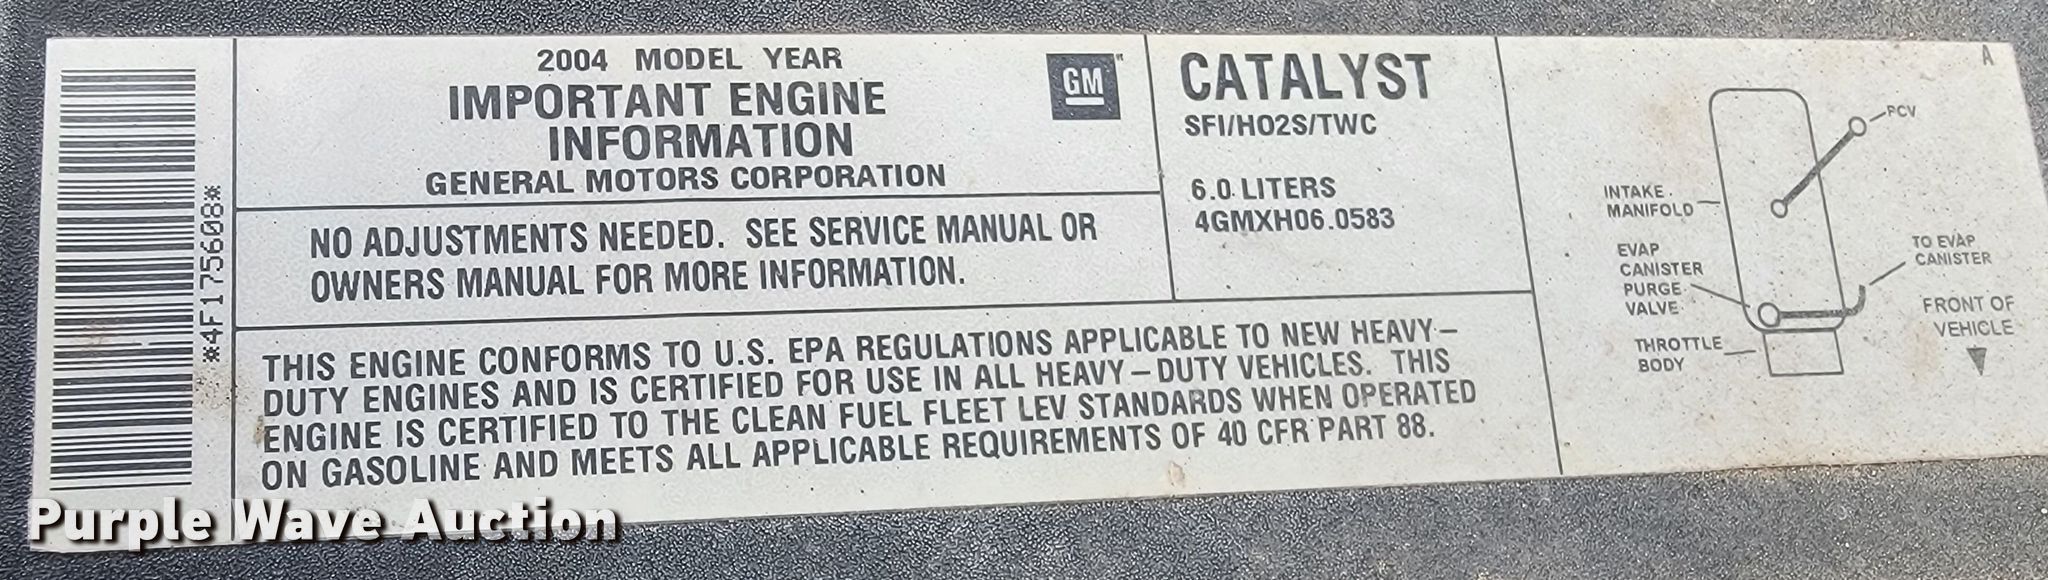 *4F175608*
2004 MODEL YEAR
IMPORTANT ENGINE
INFORMATION
GENERAL MOTORS CORPORATION
GM
NO ADJUSTMENTS NEEDED. SEE SERVICE MANUAL OR
OWNERS MANUAL FOR MORE INFORMATION.
CATALYST
SFI/HO2S/TWC
6.0 LITERS
4GMXH06.0583
THIS ENGINE CONFORMS TO U.S. EPA REGULATIONS APPLICABLE TO NEW HEAVY-
DUTY ENGINES AND IS CERTIFIED FOR USE IN ALL HEAVY-DUTY VEHICLES. THIS
ENGINE IS CERTIFIED TO THE CLEAN FUEL FLEET LEV STANDARDS WHEN OPERATED
ON GASOLINE AND MEETS ALL APPLICABLE REQUIREMENTS OF 40 CFR PART 88.
A
PCV
INTAKE
MANIFOLD
EVAP
CANISTER
PURGE
VALVE
THROTTLE
BODY
TO EVAP
CANISTER
FRONT OF
VEHICLE
Purple Wave Auction